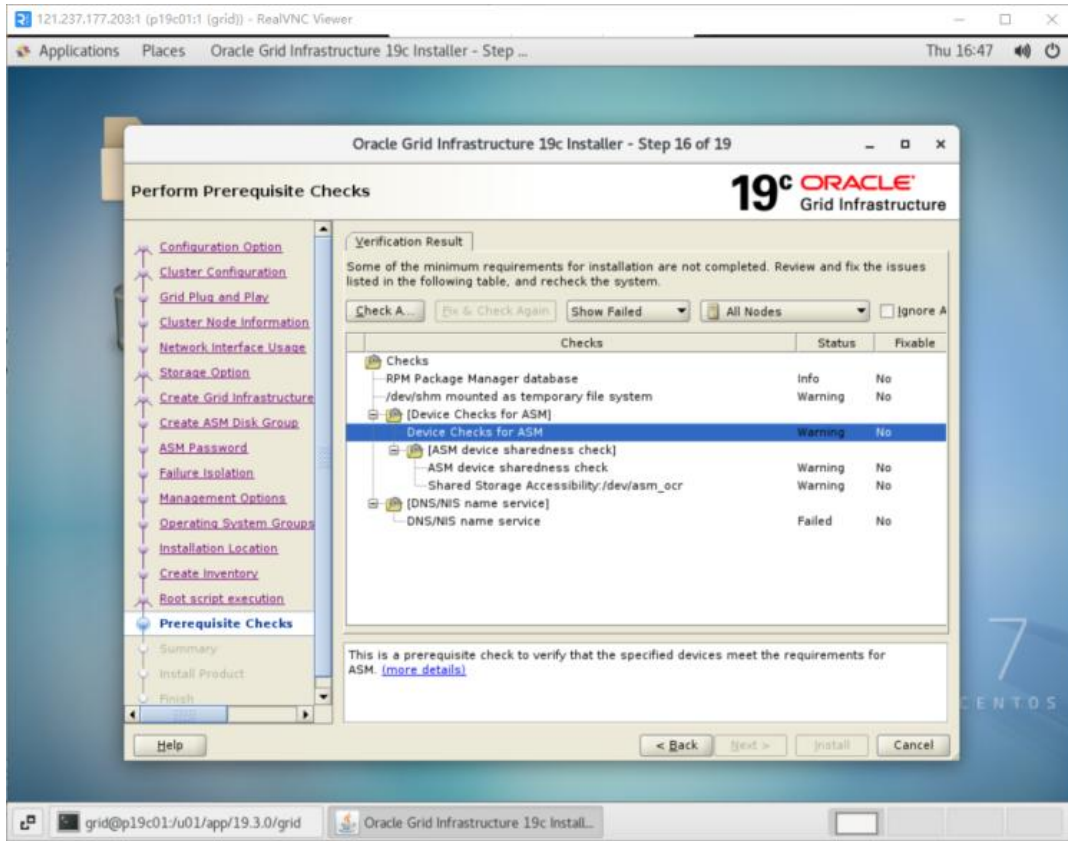 121.237.177.203:1 (p19c01:1 (grid)) - RealVNC Viewer
Applications Places Oracle Grid Infrastructure 19c Installer - Step ... Thu 16:47
Oracle Grid Infrastructure 19c Installer - Step 16 of 19
Perform Prerequisite Checks
19c ORACLE
Grid Infrastructure
Configuration Option
Cluster Configuration
Grid Plug and Play
Cluster Node Information
Network Interface Usage
Storage Option
Create Grid Infrastructure
Create ASM Disk Group
ASM Password
Failure Isolation
Management Options
Operating System Groups
Installation Location
Create Inventory
Root script execution
Prerequisite Checks
Summary
Install Product
Finish
Verification Result
Some of the minimum requirements for installation are not completed. Review and fix the issues
listed in the following table, and recheck the system.
Check A... Fix & Check Again Show Failed All Nodes Ignore A
Checks Status Fixable
Checks
RPM Package Manager database Info No
/dev/shm mounted as temporary file system Warning No
[Device Checks for ASM]
Device Checks for ASM Warning No
[ASM device sharedness check]
ASM device sharedness check Warning No
Shared Storage Accessibility:/dev/asm_ocr Warning No
[DNS/NIS name service]
DNS/NIS name service Failed No
This is a prerequisite check to verify that the specified devices meet the requirements for
ASM. (more details)
Help < Back Next > Install Cancel
7
CENTOS
grid@p19c01:/u01/app/19.3.0/grid Oracle Grid Infrastructure 19c Install...